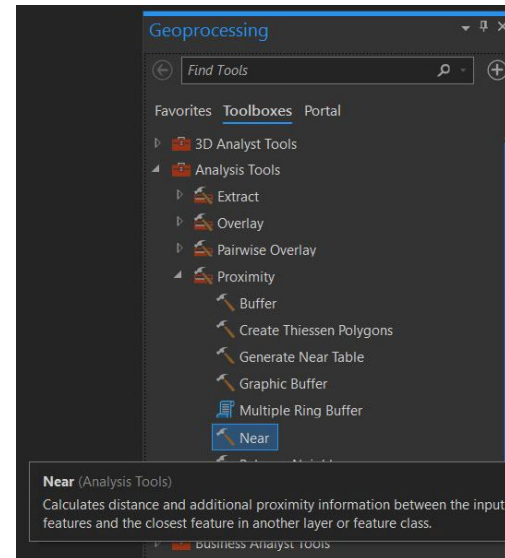 Geoprocessing
Find Tools
Favorites Toolboxes Portal
3D Analyst Tools
Analysis Tools
Extract
Overlay
Pairwise Overlay
Proximity
Buffer
Create Thiessen Polygons
Generate Near Table
Graphic Buffer
Multiple Ring Buffer
Near
Near (Analysis Tools)
Calculates distance and additional proximity information between the input
features and the closest feature in another layer or feature class.
Business Analyst Tools